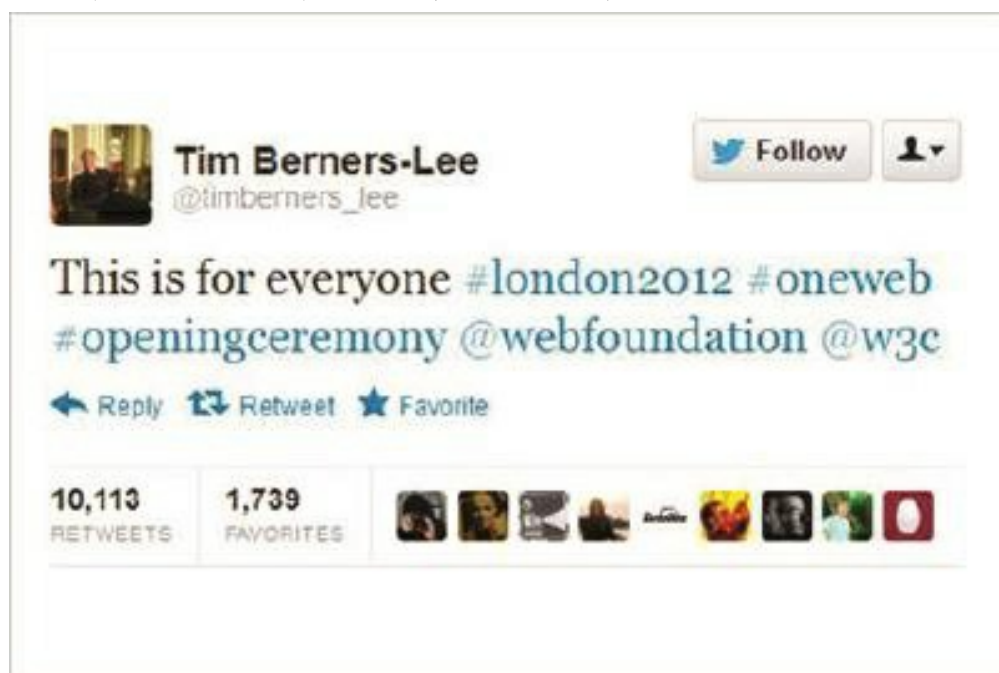 Tim Berners-Lee
@timberners_lee
Follow
This is for everyone #london2012 #oneweb
#openingceremony @webfoundation @w3c
Reply Retweet Favorite
10,113 1,739
RETWEETS FAVORITES